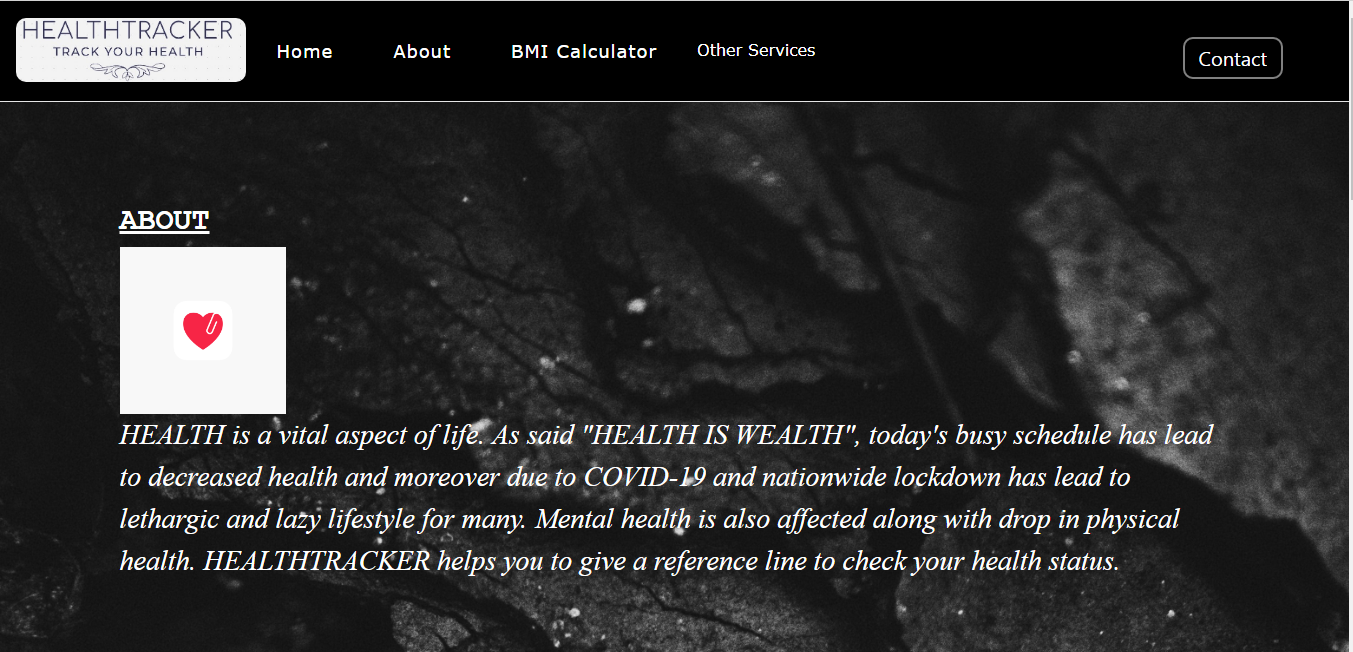 HEALTHTRACKER
TRACK YOUR HEALTH
Home
About
BMI Calculator
Other Services
Contact
ABOUT
HEALTH is a vital aspect of life. As said "HEALTH IS WEALTH", today's busy schedule has lead
to decreased health and moreover due to COVID-19 and nationwide lockdown has lead to
lethargic and lazy lifestyle for many. Mental health is also affected along with drop in physical
health. HEALTHTRACKER helps you to give a reference line to check your health status.